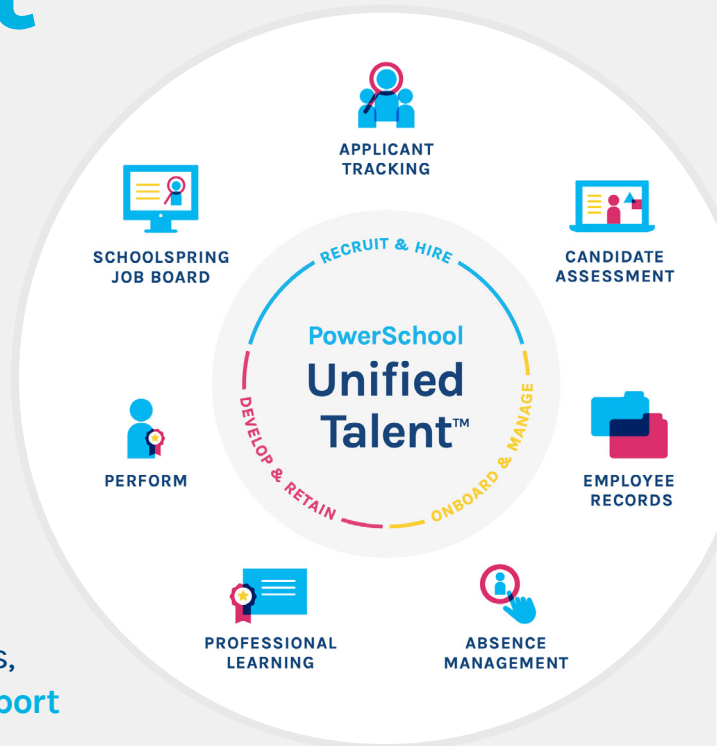 t
APPLICANT
TRACKING
SCHOOLSPRING
JOB BOARD
CANDIDATE
ASSESSMENT
RECRUIT & HIRE
PowerSchool
Unified
Talent™
DEVELOP & RETAIN
ONBOARD & MANAGE
PERFORM
EMPLOYEE
RECORDS
PROFESSIONAL
LEARNING
ABSENCE
MANAGEMENT
s,
port